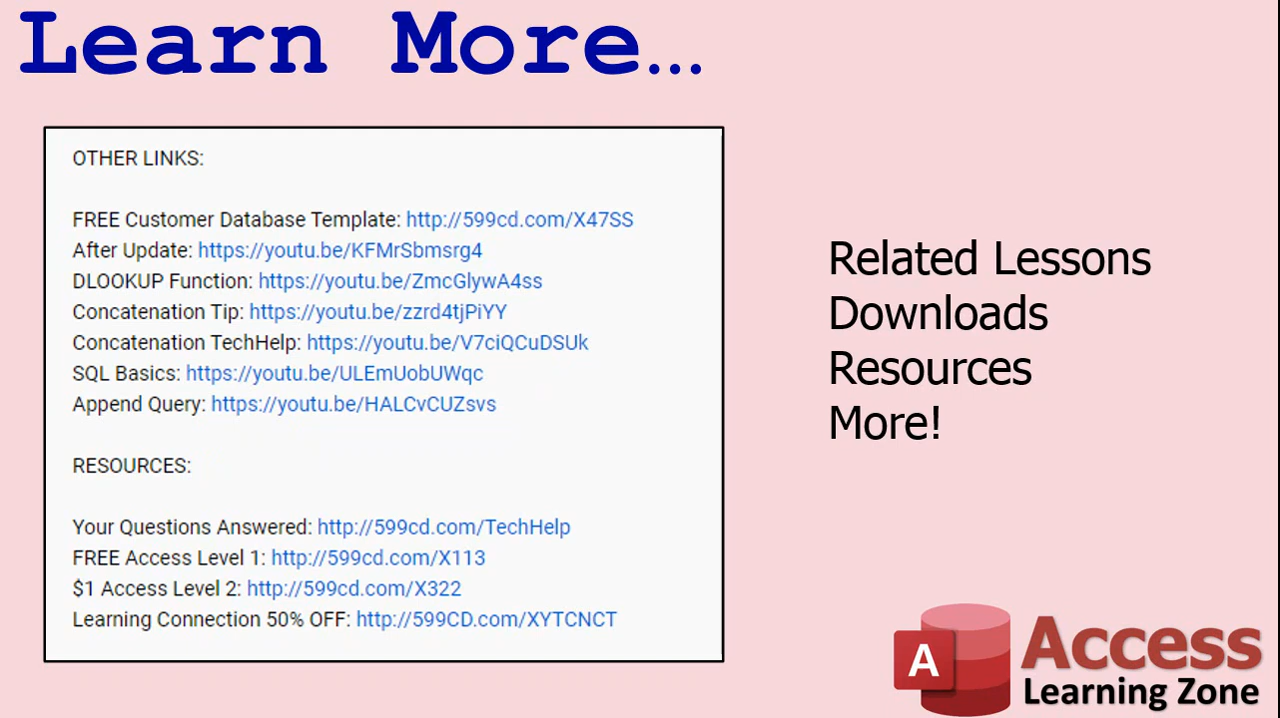 Learn More...
OTHER LINKS:
FREE Customer Database Template: http://599cd.com/X47SS
After Update: https://youtu.be/KFMrSbmsrg4
DLOOKUP Function: https://youtu.be/ZmcGlywA4ss
Concatenation Tip: https://youtu.be/zzrd4tjPiYY
Concatenation TechHelp: https://youtu.be/V7ciQCuDSUk
SQL Basics: https://youtu.be/ULEmUobUWqc
Append Query: https://youtu.be/HALCvCUZsvs
RESOURCES:
Your Questions Answered: http://599cd.com/TechHelp
FREE Access Level 1: http://599cd.com/X113
$1 Access Level 2: http://599cd.com/X322
Learning Connection 50% OFF: http://599CD.com/XYTCNCT
Related Lessons
Downloads
Resources
More!
A
Access
Learning Zone